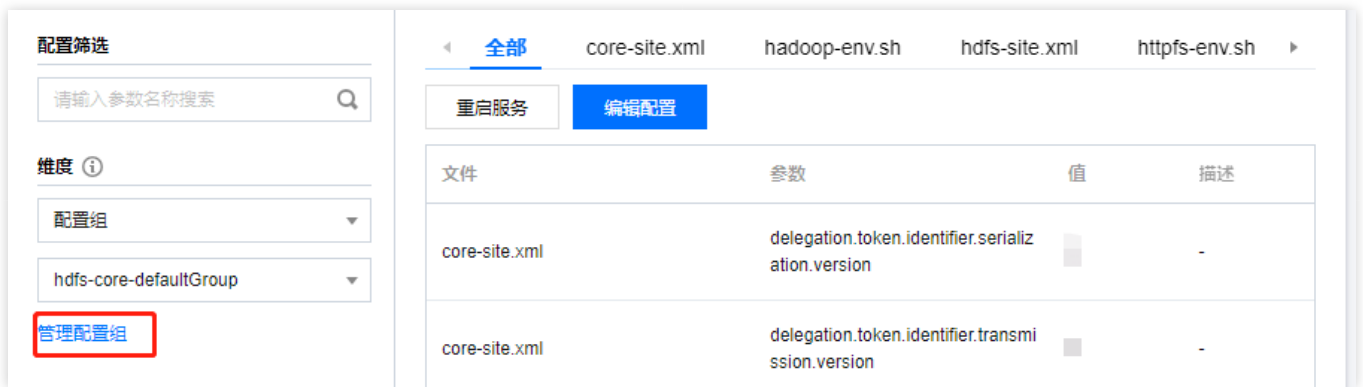 配置筛选
请输入参数名称搜索
维度
配置组
hdfs-core-defaultGroup
管理配置组
全部 core-site.xml hadoop-env.sh hdfs-site.xml httpfs-env.sh
重启服务 编辑配置
文件 参数 值 描述
core-site.xml delegation.token.identifier.serializ
ation.version -
core-site.xml delegation.token.identifier.transmi
ssion.version -